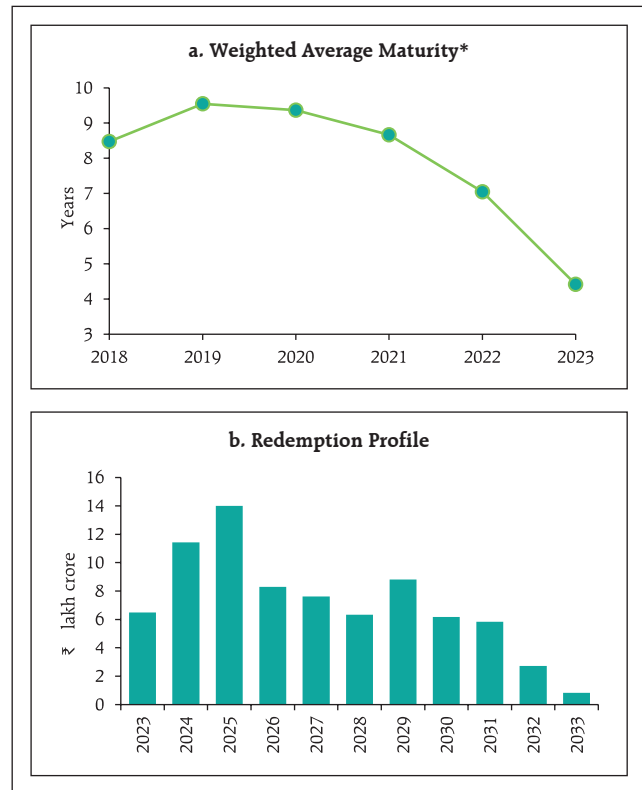 a. Weighted Average Maturity*
10
9
8
7
6
5
4
3
Years
2018 2019 2020 2021 2022 2023
b. Redemption Profile
16
14
12
10
8
6
4
2
0
₹ lakh crore
2023 2024 2025 2026 2027 2028 2029 2030 2031 2032 2033